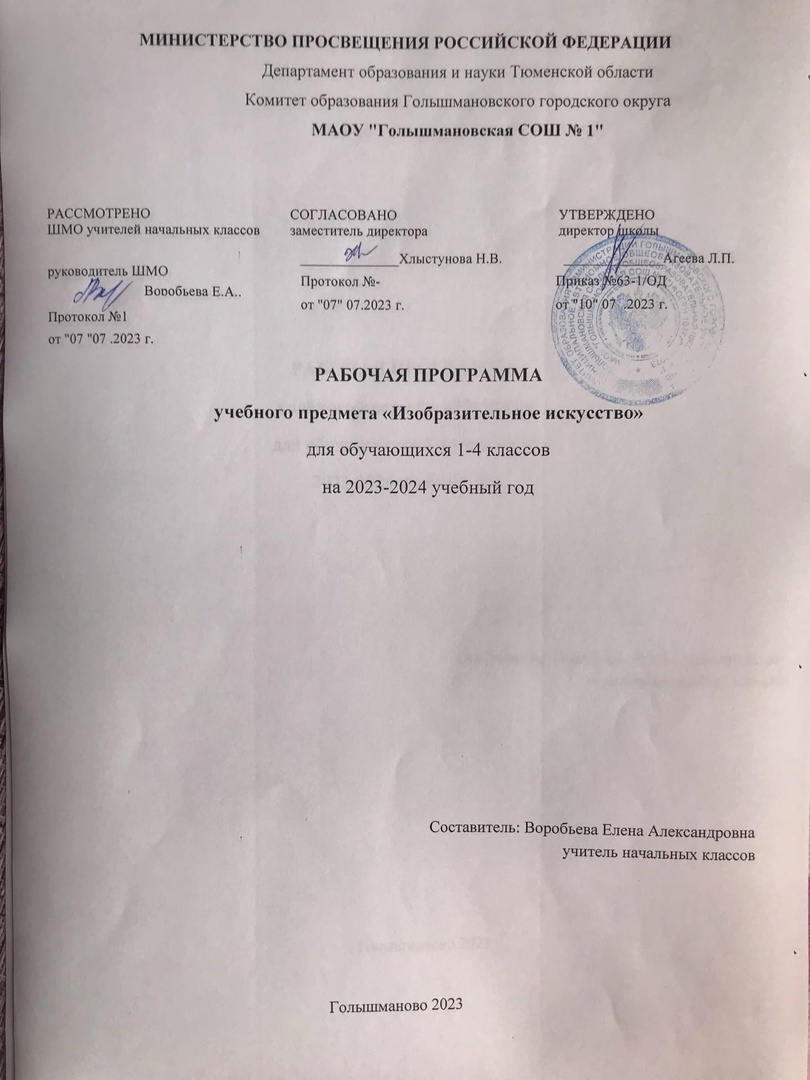 МИНИСТЕРСТВО ПРОСВЕЩЕНИЯ РОССИЙСКОЙ ФЕДЕРАЦИИ
Департамент образования и науки Тюменской области
Комитет образования Голышмановского городского округа
МАОУ "Голышмановская СОШ № 1"
РАССМОТРЕНО
ШМО учителей начальных классов
руководитель ШМО
Воробьева Е.А..
Протокол №1
от "07 "07 .2023 г.
СОГЛАСОВАНО
заместитель директора
Хлыстунова Н.В.
Протокол №-
от "07" 07.2023 г.
УТВЕРЖДЕНО
директор школы
Агеева Л.П.
Приказ №63-1/ОД
от "10" 07 .2023 г.
РАБОЧАЯ ПРОГРАММА
учебного предмета «Изобразительное искусство»
для обучающихся 1-4 классов
на 2023-2024 учебный год
Составитель: Воробьева Елена Александровна
учитель начальных классов
Голышманово 2023